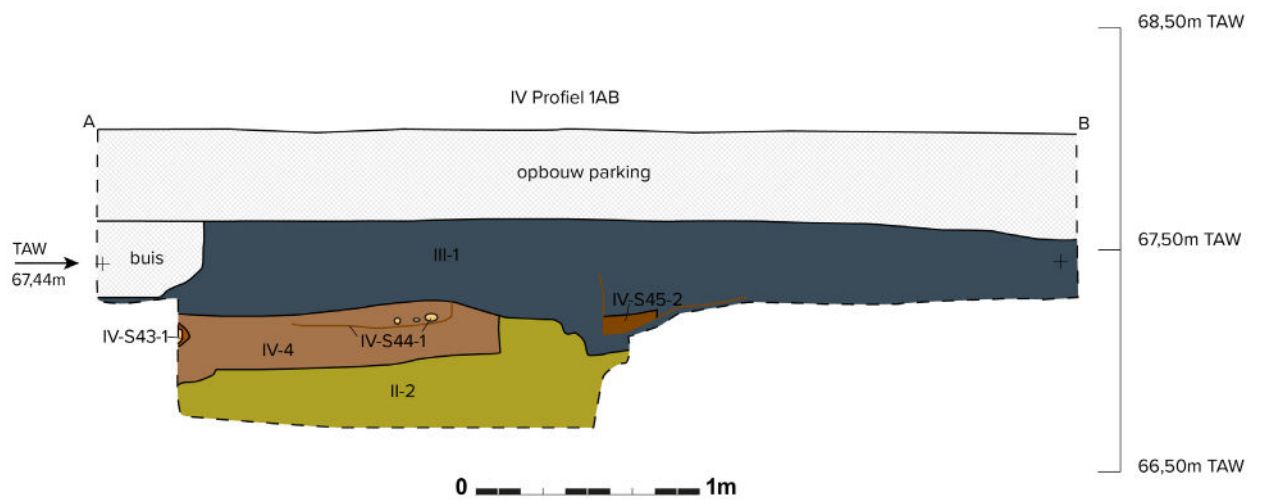 68,50m TAW
IV Profiel 1AB
A
B
opbouw parking
TAW
67,44m
buis
III-1
67,50m TAW
IV-S45-2
IV-S43-1
IV-S44-1
IV-4
II-2
66,50m TAW
0
1m